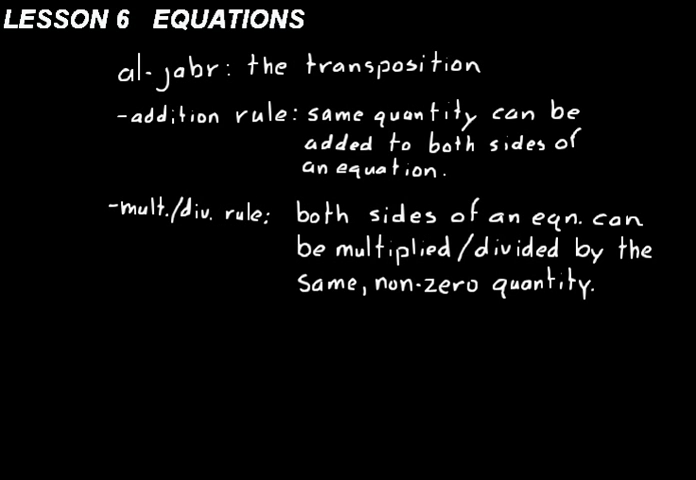 LESSON 6 EQUATIONS
al-jabr: the transposition
-addition rule: same quantity can be
added to both sides of
an equation.
-mult./div. rule: both sides of an eqn. can
be multiplied/divided by the
same, non-zero quantity.